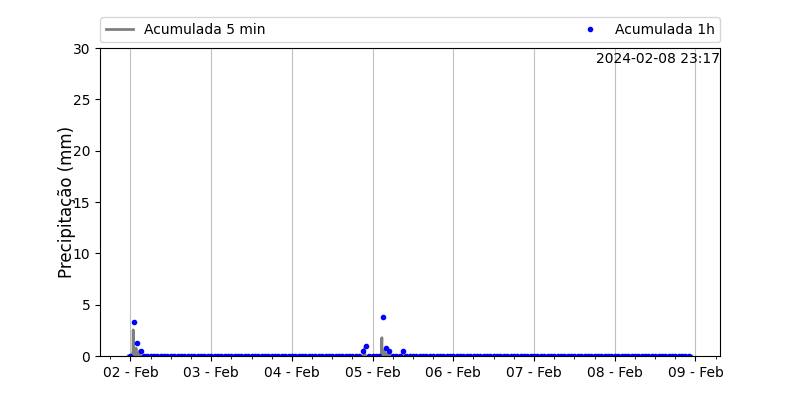 Acumulada 5 min
Acumulada 1h
2024-02-08 23:17
Precipitação (mm)
30
25
20
15
10
5
0
02 - Feb
03 - Feb
04 - Feb
05 - Feb
06 - Feb
07 - Feb
08 - Feb
09 - Feb